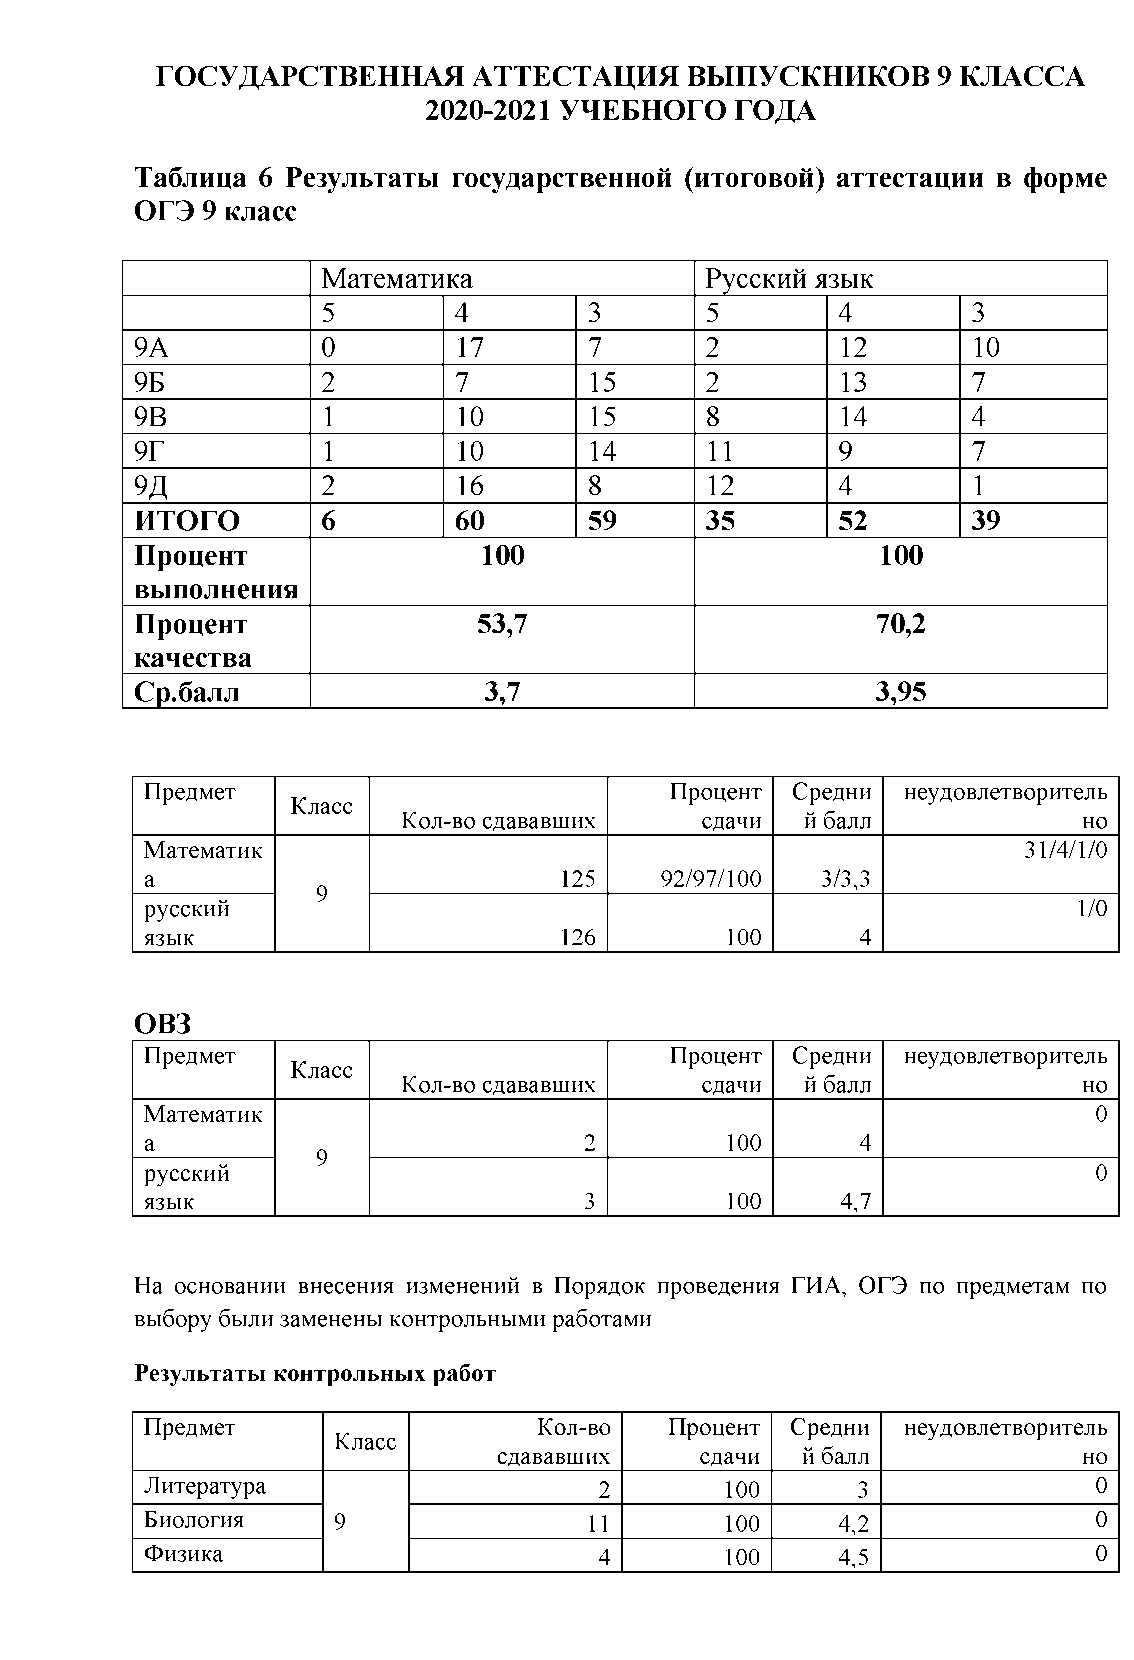 ГОСУДАРСТВЕННАЯ АТТЕСТАЦИЯ ВЫПУСКНИКОВ 9 КЛАССА
2020-2021 УЧЕБНОГО ГОДА
Таблица 6 Результаты государственной (итоговой) аттестации в форме
ОГЭ 9 класс
Математика Русский язык
5 4 3 5 4 3
9А 0 17 7 2 12 10
9Б 2 7 15 2 13 7
9В 1 10 15 8 14 4
9Г 1 10 14 11 9 7
9Д 2 16 8 12 4 1
ИТОГО 6 60 59 35 52 39
Процент 100 100
выполнения
Процент 53,7 70,2
качества
Ср.балл 3,7 3,95
Предмет Класс Процент Средни неудовлетворитель
Кол-во сдававших сдачи й балл но
Математик 31/4/1/0
а 9 125 92/97/100 3/3,3
русский 1/0
язык 126 100 4
ОВЗ
Предмет Класс Процент Средни неудовлетворитель
Кол-во сдававших сдачи й балл но
Математик 0
а 9 2 100 4
русский 0
язык 3 100 4,7
На основании внесения изменений в Порядок проведения ГИА, ОГЭ по предметам по
выбору были заменены контрольными работами
Результаты контрольных работ
Предмет Класс Кол-во Процент Средни неудовлетворитель
сдававших сдачи й балл но
Литература 2 100 3 0
Биология 9 11 100 4,2 0
Физика 4 100 4,5 0